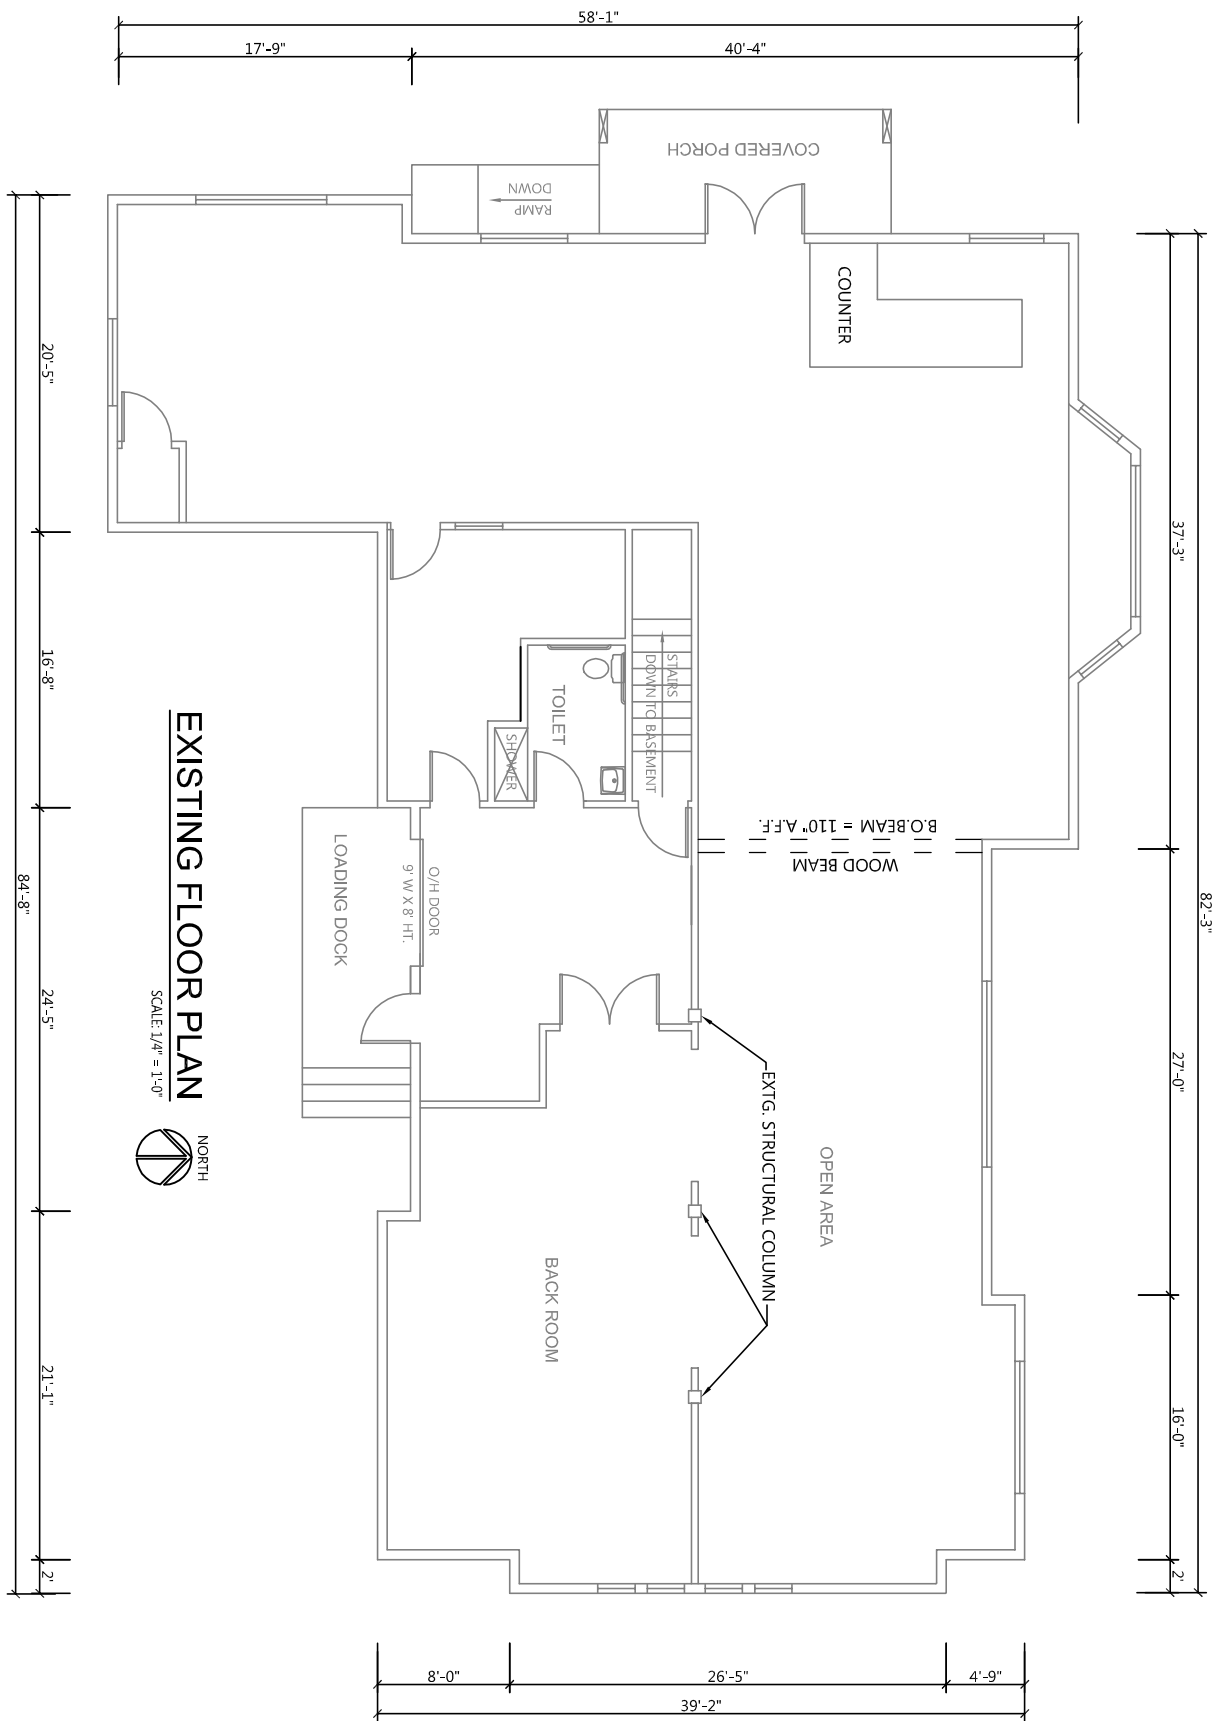 58'-1"
17'-9"
40'-4"
COVERED PORCH
RAMP
DOWN
COUNTER
20'-5"
37'-3"
16'-8"
STAIRS
DOWN TO BASEMENT
TOILET
SHOWER
B.O.BEAM = 110" A.F.F.
WOOD BEAM
LOADING DOCK
O/H DOOR
9' W X 8' HT.
84'-8"
82'-3"
24'-5"
27'-0"
EXTG. STRUCTURAL COLUMN
OPEN AREA
BACK ROOM
21'-1"
16'-0"
2'
2'
8'-0"
26'-5"
4'-9"
39'-2"
EXISTING FLOOR PLAN
SCALE: 1/4" = 1'-0"
NORTH